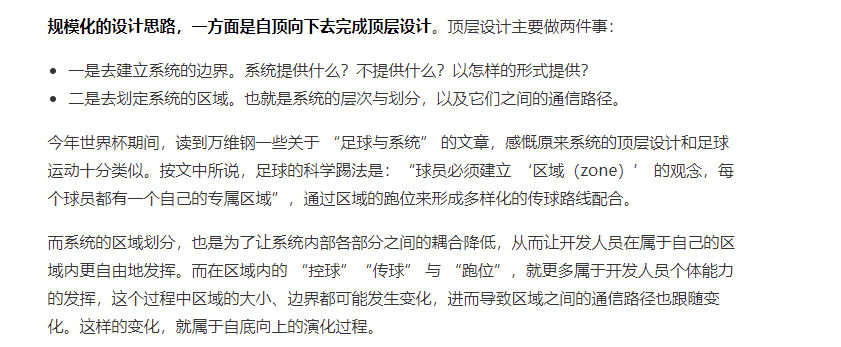 规模化的设计思路，一方面是自顶向下去完成顶层设计。顶层设计主要做两件事：
• 一是去建立系统的边界。系统提供什么？不提供什么？以怎样的形式提供？
• 二是去划定系统的区域。也就是系统的层次与划分，以及它们之间的通信路径。
今年世界杯期间，读到万维钢一些关于 “足球与系统” 的文章，感慨原来系统的顶层设计和足球
运动十分类似。按文中所说，足球的科学踢法是：“球员必须建立 ‘区域（zone）’ 的观念，每
个球员都有一个自己的专属区域”，通过区域的跑位来形成多样化的传球路线配合。
而系统的区域划分，也是为了让系统内部各部分之间的耦合降低，从而让开发人员在属于自己的区
域内更自由地发挥。而在区域内的 “控球”“传球” 与 “跑位”，就更多属于开发人员个体能力
的发挥，这个过程中区域的大小、边界都可能发生变化，进而导致区域之间的通信路径也跟随变
化。这样的变化，就属于自底向上的演化过程。